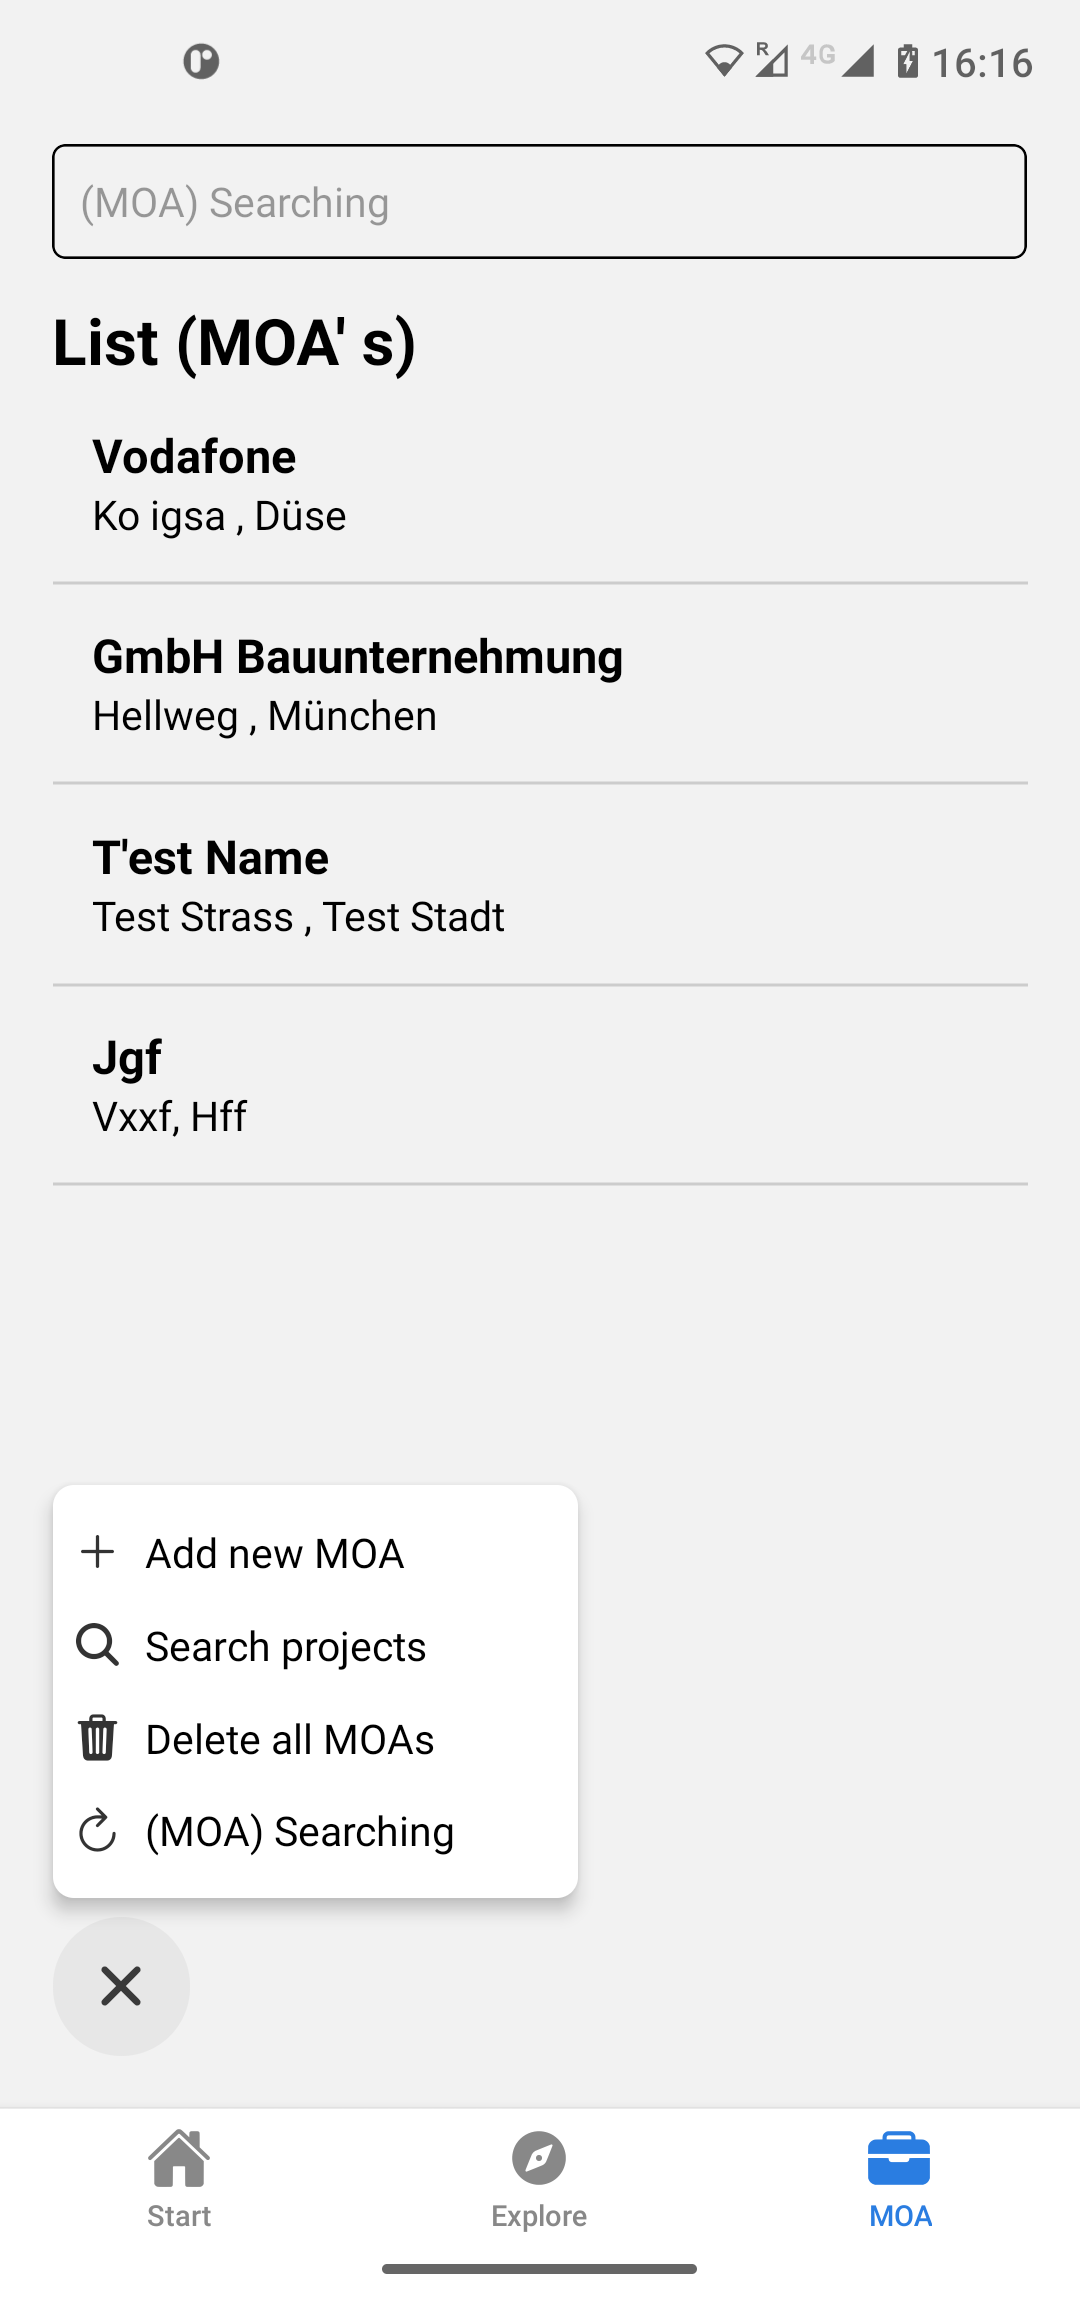 R 4G 16:16
(MOA) Searching
List (MOA' s)
Vodafone
Ko igsa , Düse
GmbH Bauunternehmung
Hellweg , München
T'est Name
Test Strass , Test Stadt
Jgf
Vxxf, Hff
Add new MOA
Search projects
Delete all MOAs
(MOA) Searching
Start
Explore
MOA